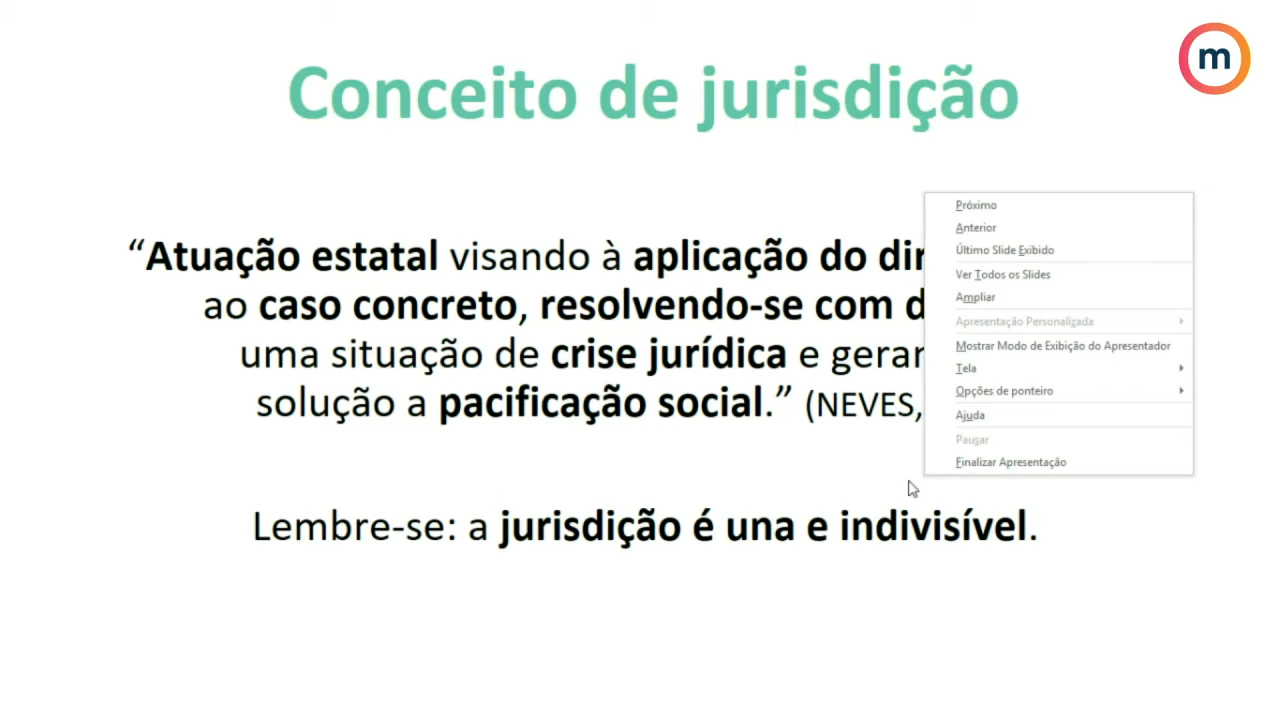 m
Conceito de jurisdição
“Atuação estatal visando à aplicação do
ao caso concreto, resolvendo-se com
uma situação de crise jurídica e
solução a pacificação social.” (NEVES,
Próximo
Anterior
Último Slide Exibido
Ver Todos os Slides
Ampliar
Apresentação Personalizada
Mostrar Modo de Exibição do Apresentador
Tela
Opções de ponteiro
Ajuda
Pausar
Finalizar Apresentação
Lembre-se: a jurisdição é una e indivisível.